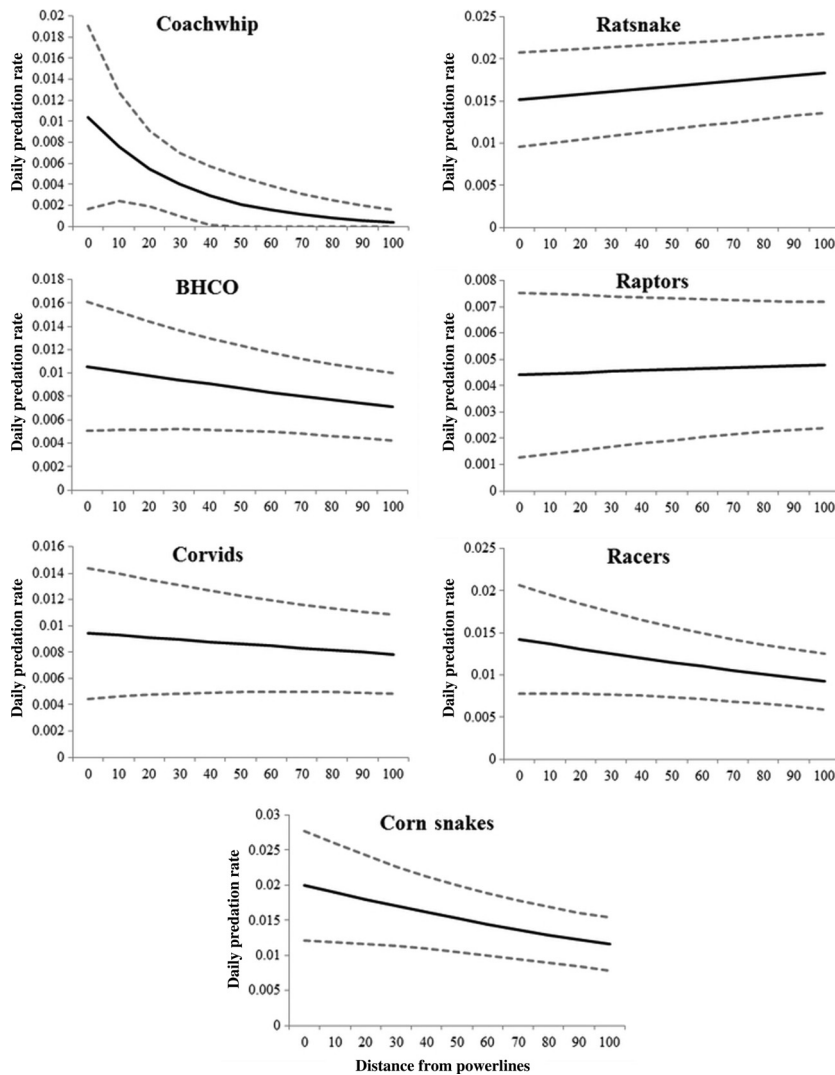 Coachwhip
Daily predation rate
0.02
0.018
0.016
0.014
0.012
0.01
0.008
0.006
0.004
0.002
0
0 10 20 30 40 50 60 70 80 90 100
Ratsnake
Daily predation rate
0.025
0.02
0.015
0.01
0.005
0
0 10 20 30 40 50 60 70 80 90 100
BHCO
Daily predation rate
0.018
0.016
0.014
0.012
0.01
0.008
0.006
0.004
0.002
0
0 10 20 30 40 50 60 70 80 90 100
Raptors
Daily predation rate
0.008
0.007
0.006
0.005
0.004
0.003
0.002
0.001
0
0 10 20 30 40 50 60 70 80 90 100
Corvids
Daily predation rate
0.016
0.014
0.012
0.01
0.008
0.006
0.004
0.002
0
0 10 20 30 40 50 60 70 80 90 100
Racers
Daily predation rate
0.025
0.02
0.015
0.01
0.005
0
0 10 20 30 40 50 60 70 80 90 100
Corn snakes
Daily predation rate
0.03
0.025
0.02
0.015
0.01
0.005
0
0 10 20 30 40 50 60 70 80 90 100
Distance from powerlines